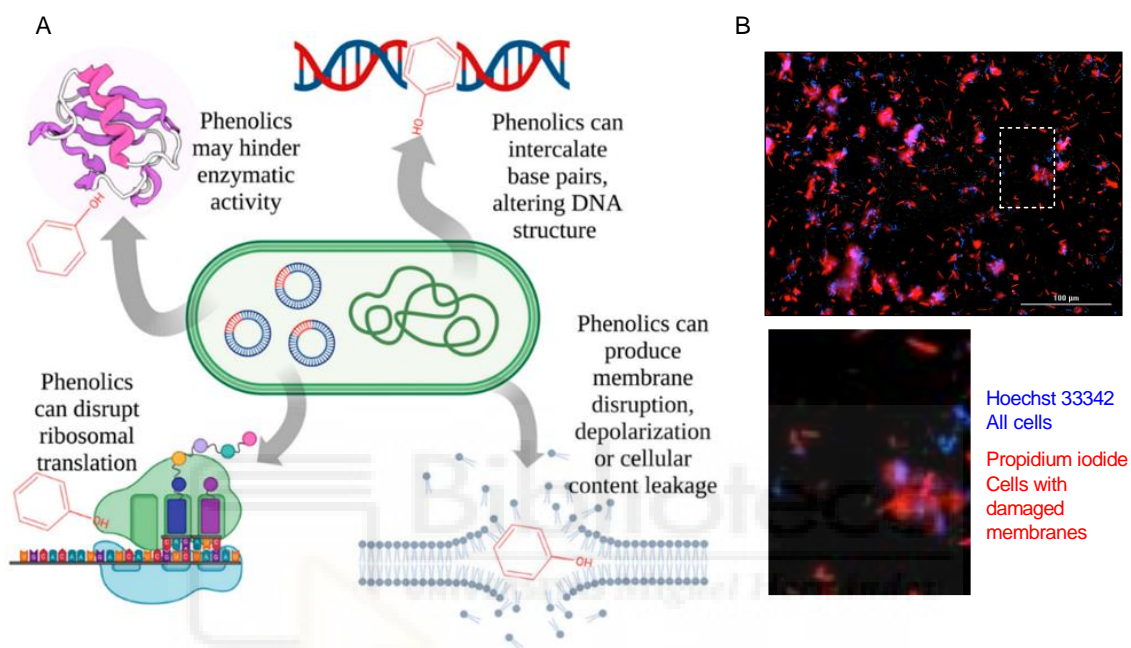 A
B
Phenolics
may hinder
enzymatic
activity
Phenolics can
intercalate
base pairs,
altering DNA
structure
HO
OH
Phenolics can
produce
membrane
disruption,
depolarization
or cellular
content leakage
Phenolics
can disrupt
ribosomal
translation
OH
OH
100 µm
Hoechst 33342
All cells
Propidium iodide
Cells with
damaged
membranes
Biblioteca